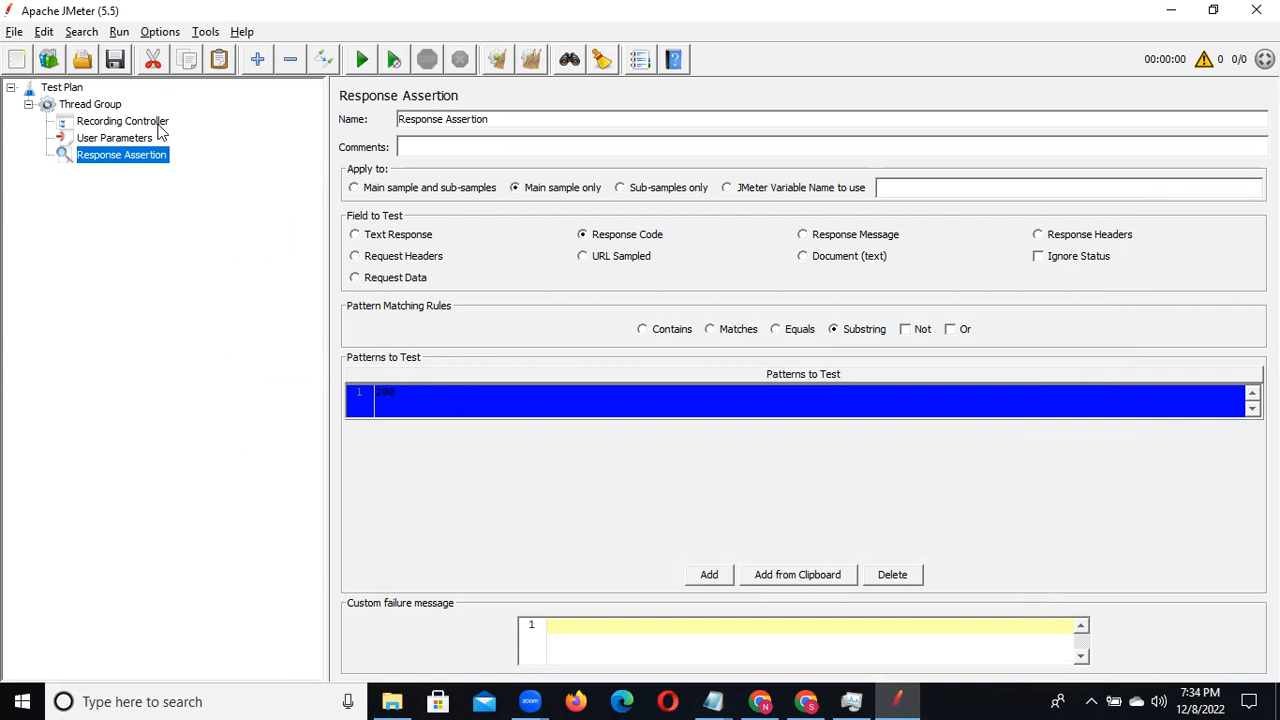 Apache JMeter (5.5)
File Edit Search Run Options Tools Help
00:00:00 0 0/0
Test Plan
Thread Group
Recording Controller
User Parameters
Response Assertion
Response Assertion
Name: Response Assertion
Comments:
Apply to:
Main sample and sub-samples Main sample only Sub-samples only JMeter Variable Name to use
Field to Test
Text Response Response Code Response Message Response Headers
Request Headers URL Sampled Document (text) Ignore Status
Request Data
Pattern Matching Rules
Contains Matches Equals Substring Not Or
Patterns to Test
Patterns to Test
1 200
Add Add from Clipboard Delete
Custom failure message
1
Type here to search
zoom
N
S
7:34 PM
12/8/2022